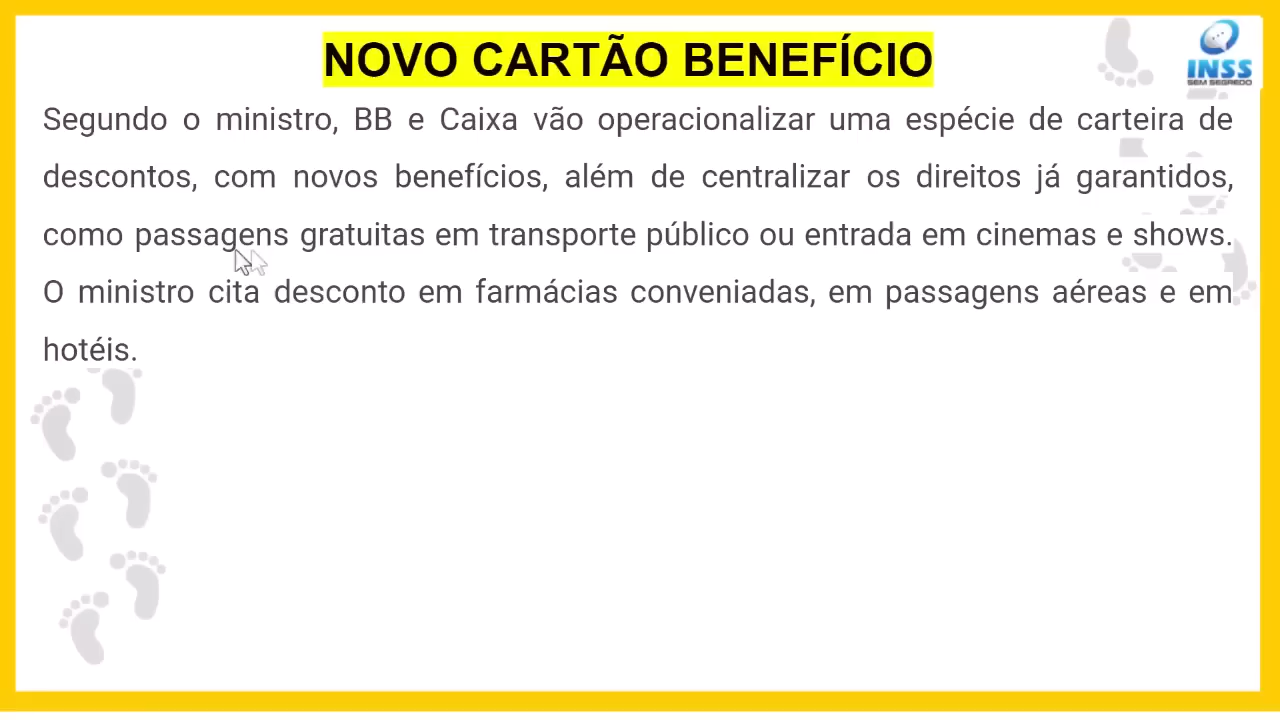 NOVO CARTÃO BENEFÍCIO
INSS
SEM SEGREDO
Segundo o ministro, BB e Caixa vão operacionalizar uma espécie de carteira de
descontos, com novos benefícios, além de centralizar os direitos já garantidos,
como passagens gratuitas em transporte público ou entrada em cinemas e shows.
O ministro cita desconto em farmácias conveniadas, em passagens aéreas e em
hotéis.